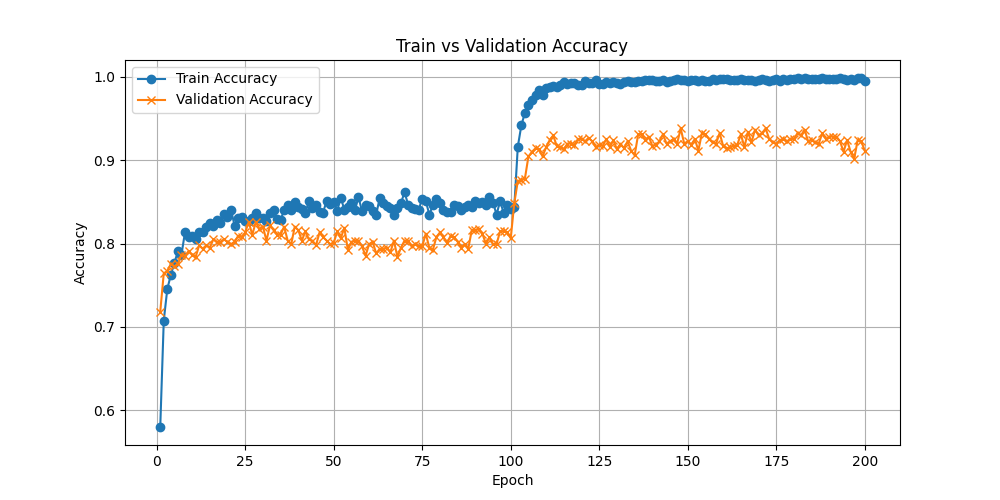 Train vs Validation Accuracy
Train Accuracy
Validation Accuracy
1.0
0.9
0.8
0.7
0.6
Accuracy
0 25 50 75 100 125 150 175 200
Epoch